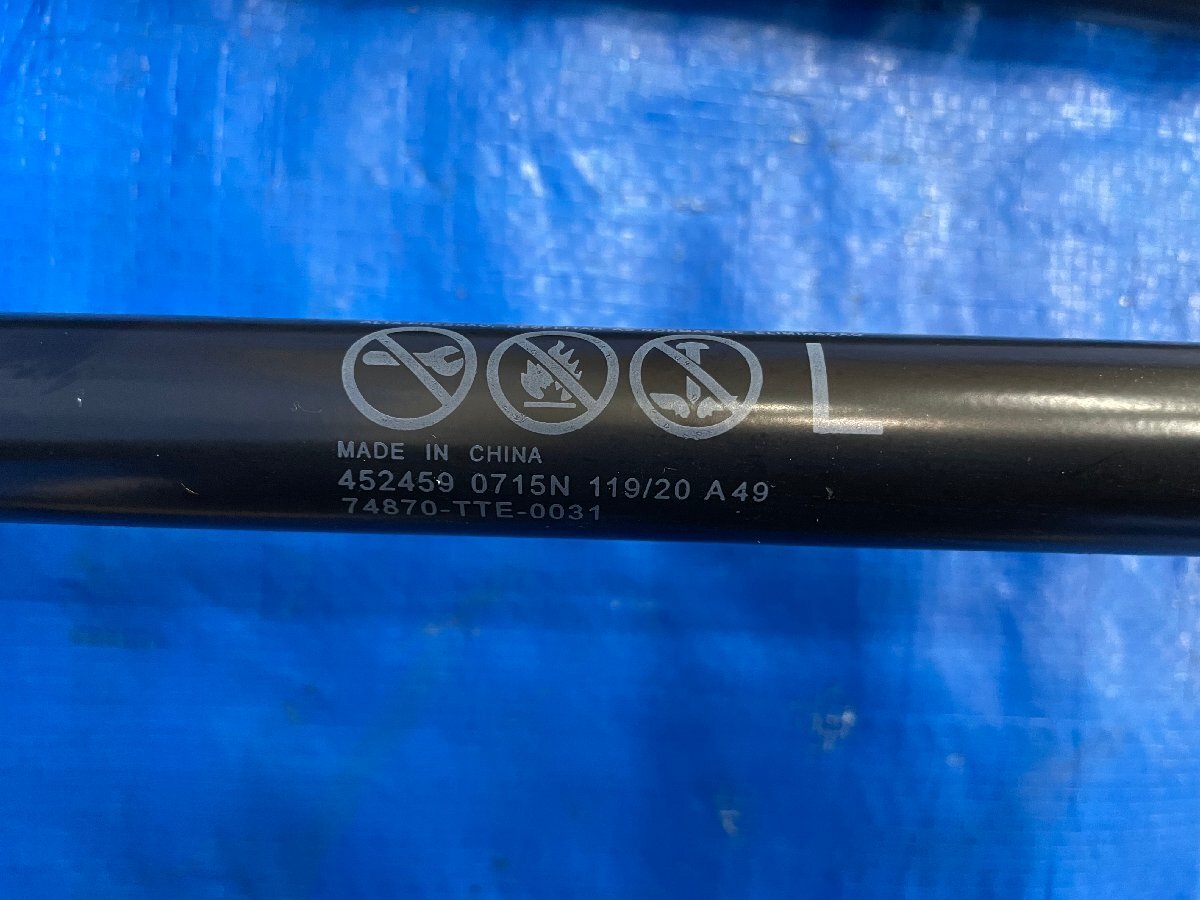 L
MADE IN CHINA
452459 0715N 119/20 A49
74870-TTE-0031